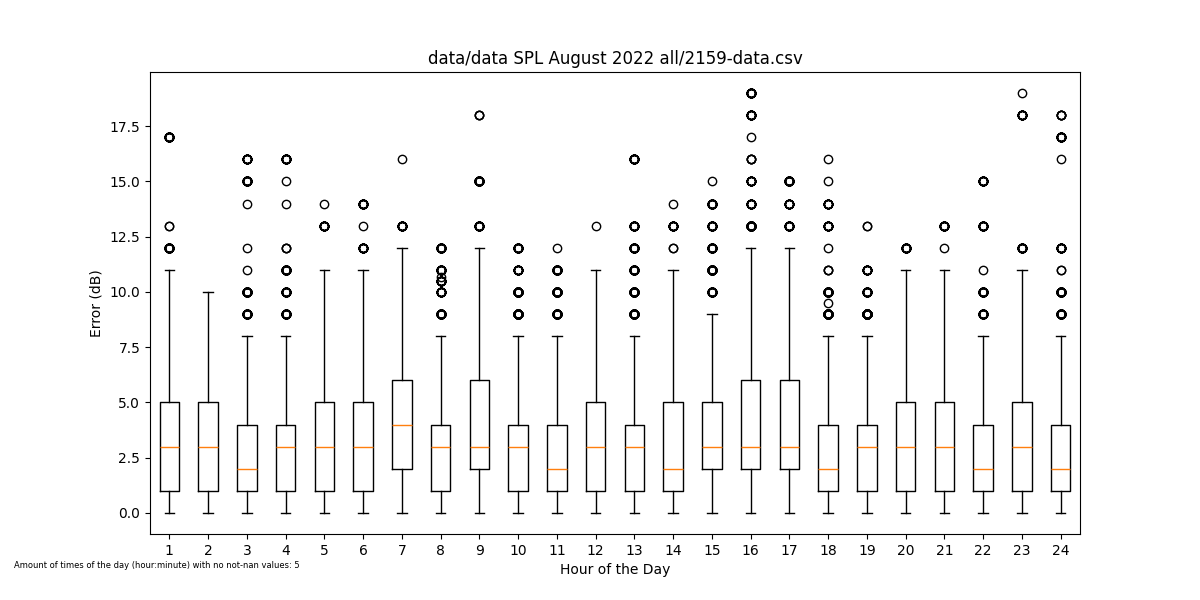 data/data SPL August 2022 all/2159-data.csv
17.5
15.0
12.5
10.0
7.5
5.0
2.5
0.0
Error (dB)
1 2 3 4 5 6 7 8 9 10 11 12 13 14 15 16 17 18 19 20 21 22 23 24
Hour of the Day
Amount of times of the day (hour:minute) with no not-nan values: 5